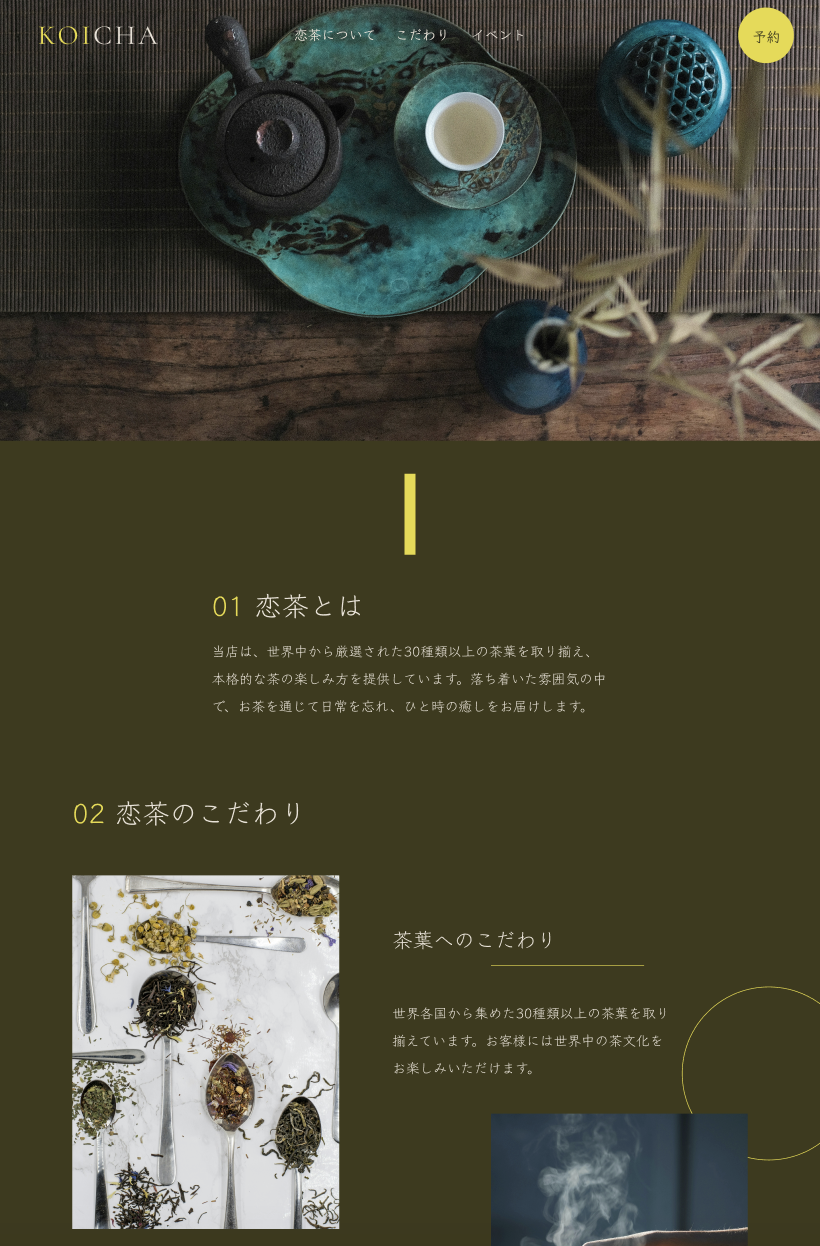 KOICHA
恋茶について こだわり イベント
予約
01 恋茶とは
当店は、世界中から厳選された30種類以上の茶葉を取り揃え、
本格的な茶の楽しみ方を提供しています。落ち着いた雰囲気の中
で、お茶を通じて日常を忘れ、ひと時の癒しをお届けします。
02 恋茶のこだわり
茶葉へのこだわり
世界各国から集めた30種類以上の茶葉を取り
揃えています。お客様には世界中の茶文化を
お楽しみいただけます。